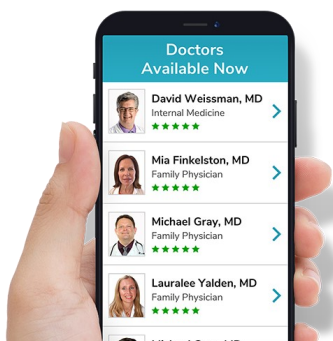 Doctors
Available Now
David Weissman, MD
Internal Medicine
Mia Finkelston, MD
Family Physician
Michael Gray, MD
Family Physician
Lauralee Yalden, MD
Family Physician